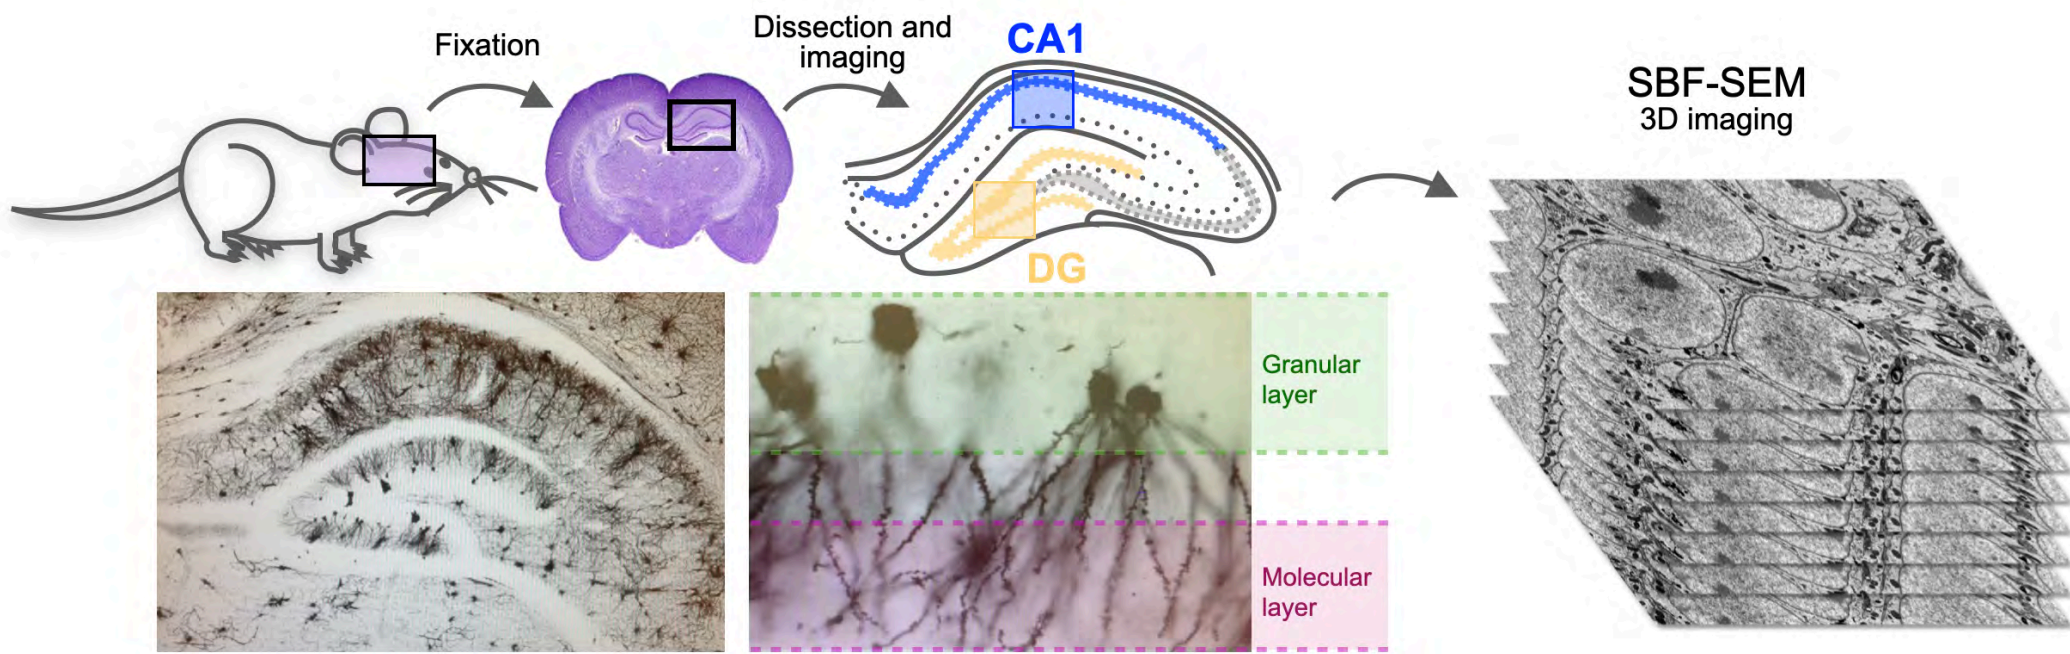 Fixation
Dissection and
imaging
CA1
DG
SBF-SEM
3D imaging
Granular
layer
Molecular
layer